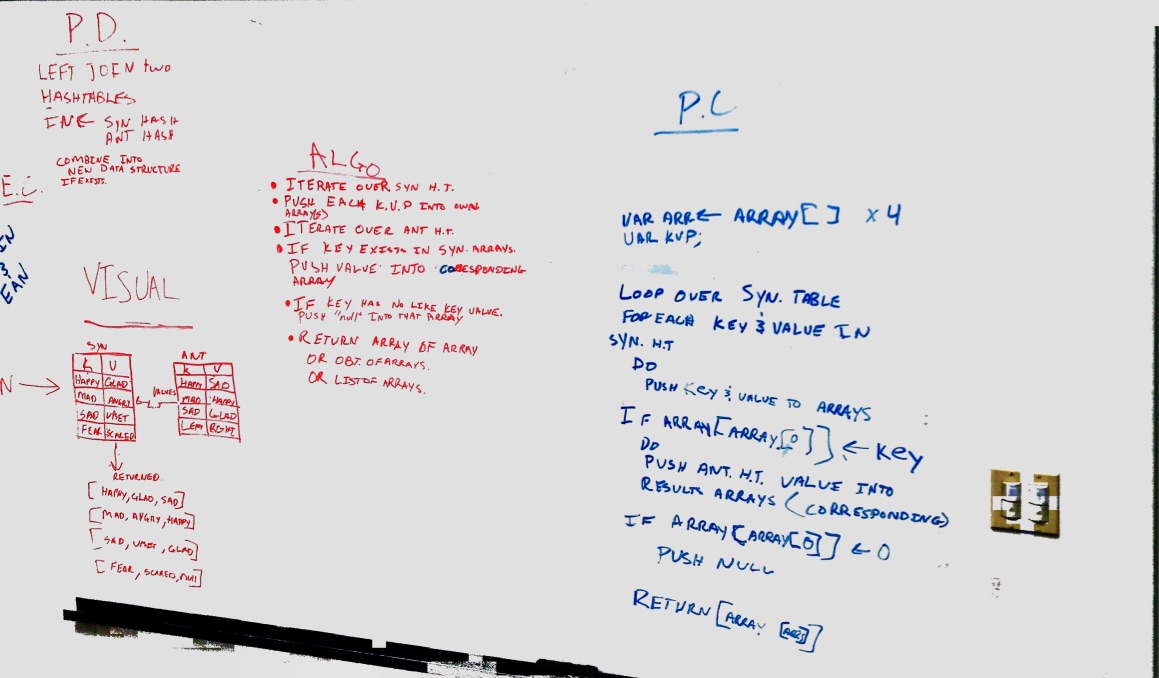 P.D.
LEFT JOIN two
HASHTABLES
IN ← SYN HASH
ANT HASH
COMBINE INTO
NEW DATA STRUCTURE
IF EXISTS.
E.C.
IN
&
EAN
VISUAL
SYN
K V
HAPPY GLAD
MAD ANGRY
SAD UPSET
FEAR SCARED
VALUES
ANT
K V
HAPPY SAD
MAD HAPPY
SAD GLAD
LEFT RGHT
N →
RETURNED
[HAPPY, GLAD, SAD]
[MAD, ANGRY, HAPPY]
[SAD, UPSET, GLAD]
[FEAR, SCARED, NULL]
ALGO
• ITERATE OVER SYN H.T.
• PUSH EACH K.V.P INTO OWN
ARRAY(S)
• ITERATE OVER ANT H.T.
• IF KEY EXISTS IN SYN. ARRAYS.
PUSH VALUE INTO CORRESPONDING
ARRAY
• IF KEY HAS NO LIKE KEY VALUE.
PUSH "null" INTO THAT ARRAY
• RETURN ARRAY OF ARRAY
OR OBJ. OF ARRAYS.
OR LIST OF ARRAYS.
P.C
VAR ARR ← ARRAY[] x4
VAR KVP;
LOOP OVER SYN. TABLE
FOR EACH KEY & VALUE IN
SYN. H.T
DO
PUSH KEY & VALUE TO ARRAYS
IF ARRAY[ARRAY[0]] ← KEY
DO
PUSH ANT. H.T. VALUE INTO
RESULTS ARRAYS (CORRESPONDING)
IF ARRAY[ARRAY[0]] ← 0
PUSH NULL
RETURN [ARRAY [ARRS]]